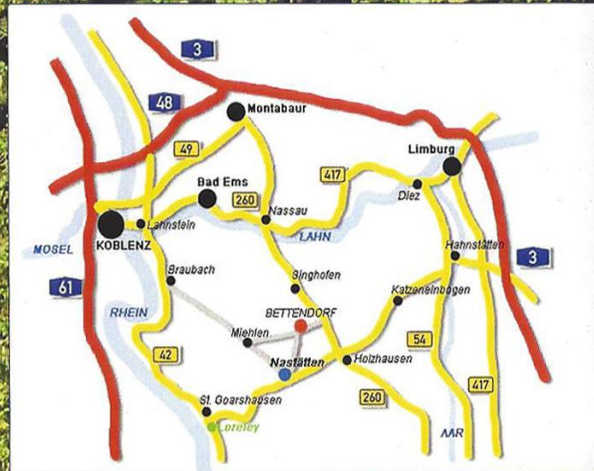 3
48
Montabaur
49
Limburg
417
Bad Ems
260
Diez
Nassau
Lahnstein
KOBLENZ
LAHN
MOSEL
Hahnstätten
3
Braubach
Singhofen
61
Katzenelnbogen
RHEIN
BETTENDORF
Miehlen
54
42
Holzhausen
Nastätten
417
260
St. Goarshausen
Loreley
AAR